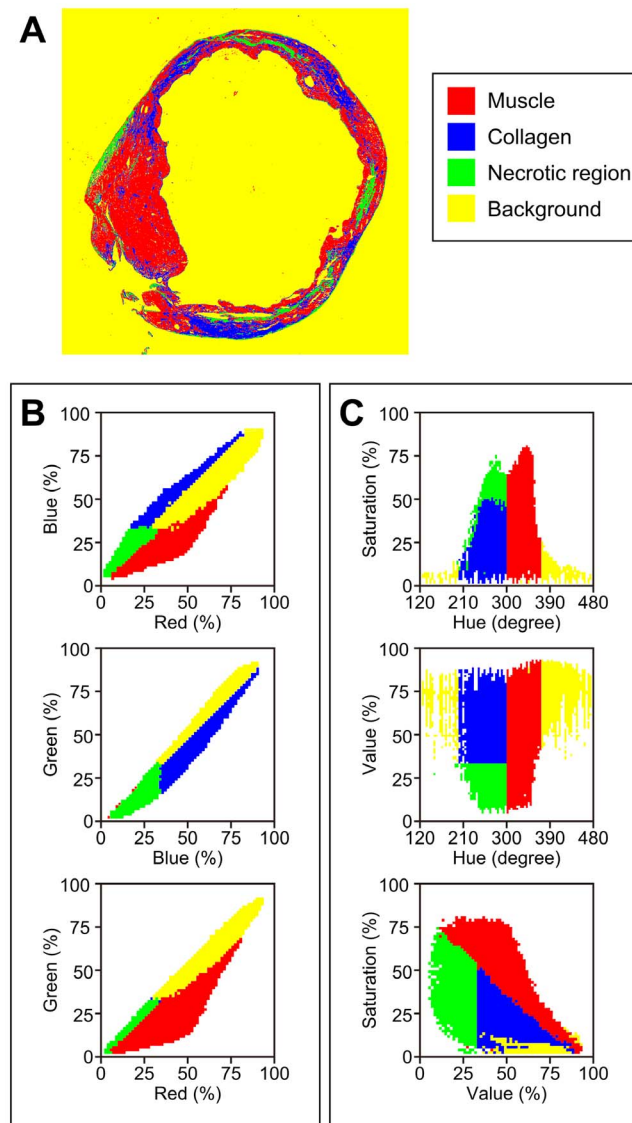 A
Muscle
Collagen
Necrotic region
Background
B
100
75
50
25
0
Blue (%)
0 25 50 75 100
Red (%)
100
75
50
25
0
Green (%)
0 25 50 75 100
Blue (%)
100
75
50
25
0
Green (%)
0 25 50 75 100
Red (%)
C
100
75
50
25
0
Saturation (%)
120 210 300 390 480
Hue (degree)
100
75
50
25
0
Value (%)
120 210 300 390 480
Hue (degree)
100
75
50
25
0
Saturation (%)
0 25 50 75 100
Value (%)